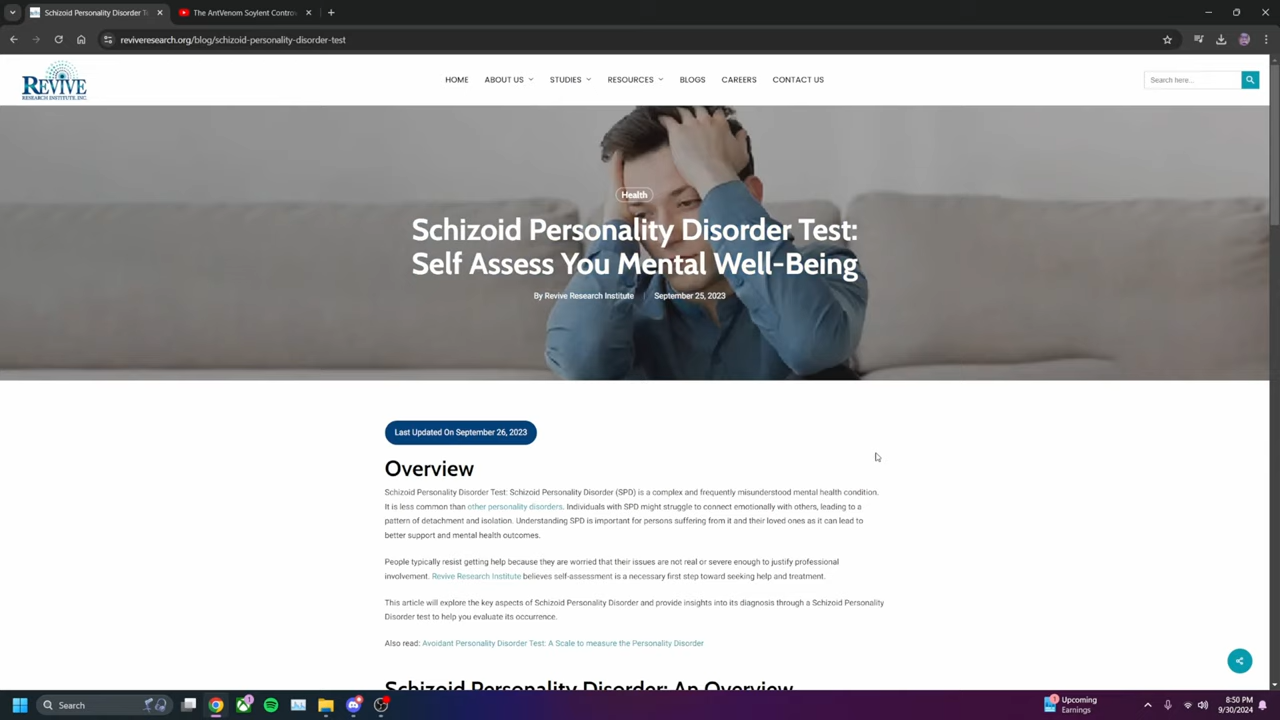 Schizoid Personality Disorder Te
The AntVenom Soylent Controv
reviveresearch.org/blog/schizoid-personality-disorder-test
REVIVE
RESEARCH INSTITUTE, INC.
HOME
ABOUT US
STUDIES
RESOURCES
BLOGS
CAREERS
CONTACT US
Search here...
Health
Schizoid Personality Disorder Test:
Self Assess You Mental Well-Being
By Revive Research Institute
September 25, 2023
Last Updated On September 26, 2023
Overview
Schizoid Personality Disorder Test: Schizoid Personality Disorder (SPD) is a complex and frequently misunderstood mental health condition.
It is less common than other personality disorders. Individuals with SPD might struggle to connect emotionally with others, leading to a
pattern of detachment and isolation. Understanding SPD is important for persons suffering from it and their loved ones as it can lead to
better support and mental health outcomes.
People typically resist getting help because they are worried that their issues are not real or severe enough to justify professional
involvement. Revive Research Institute believes self-assessment is a necessary first step toward seeking help and treatment.
This article will explore the key aspects of Schizoid Personality Disorder and provide insights into its diagnosis through a Schizoid Personality
Disorder test to help you evaluate its occurrence.
Also read: Avoidant Personality Disorder Test: A Scale to measure the Personality Disorder
Schizoid Personality Disorder: An Overview
Search
Upcoming
Earnings
8:50 PM
9/30/2024